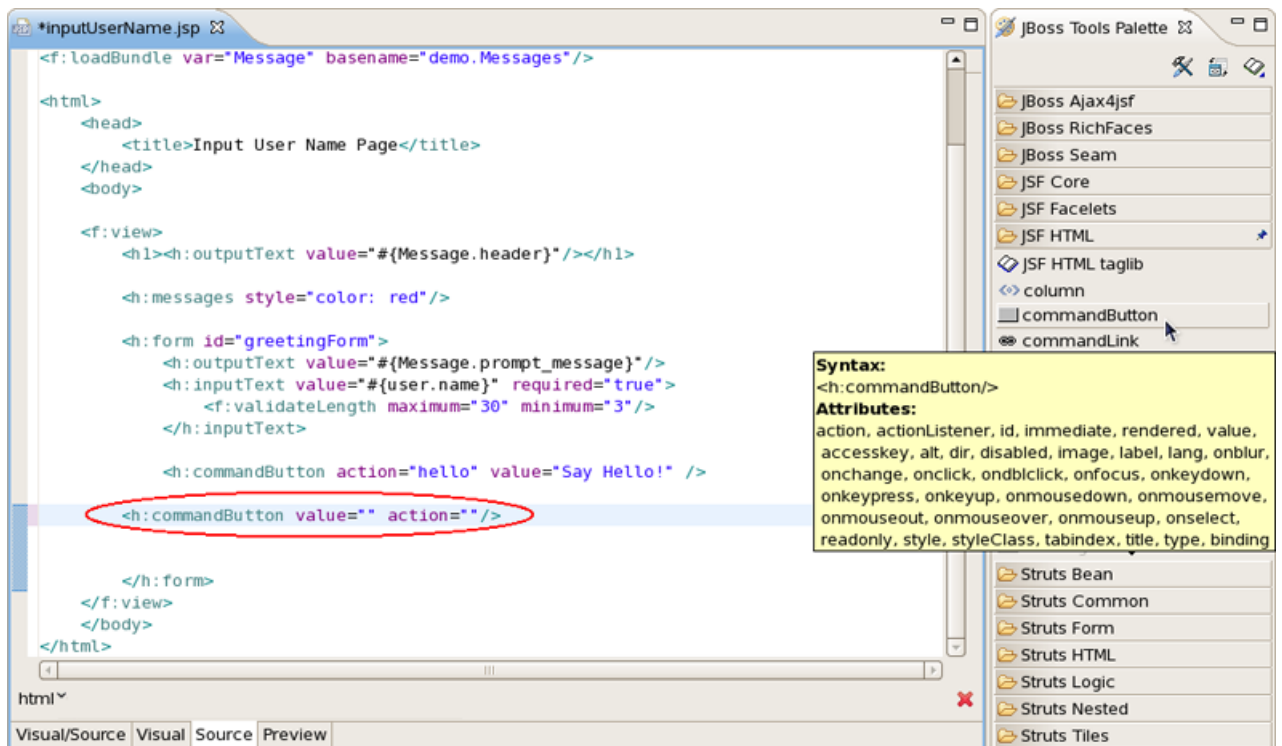 *inputUserName.jsp
<f:loadBundle var="Message" basename="demo.Messages"/>
<html>
<head>
<title>Input User Name Page</title>
</head>
<body>
<f:view>
<h1><h:outputText value="#{Message.header}"/></h1>
<h:messages style="color: red"/>
<h:form id="greetingForm">
<h:outputText value="#{Message.prompt_message}"/>
<h:inputText value="#{user.name}" required="true">
<f:validateLength maximum="30" minimum="3"/>
</h:inputText>
<h:commandButton action="hello" value="Say Hello!" />
<h:commandButton value="" action=""/>
</h:form>
</f:view>
</body>
</html>
html
Visual/Source Visual Source Preview
JBoss Tools Palette
JBoss Ajax4jsf
JBoss RichFaces
JBoss Seam
JSF Core
JSF Facelets
JSF HTML
JSF HTML taglib
column
commandButton
commandLink
Syntax:
<h:commandButton/>
Attributes:
action, actionListener, id, immediate, rendered, value,
accesskey, alt, dir, disabled, image, label, lang, onblur,
onchange, onclick, ondblclick, onfocus, onkeydown,
onkeypress, onkeyup, onmousedown, onmousemove,
onmouseout, onmouseover, onmouseup, onselect,
readonly, style, styleClass, tabindex, title, type, binding
Struts Bean
Struts Common
Struts Form
Struts HTML
Struts Logic
Struts Nested
Struts Tiles